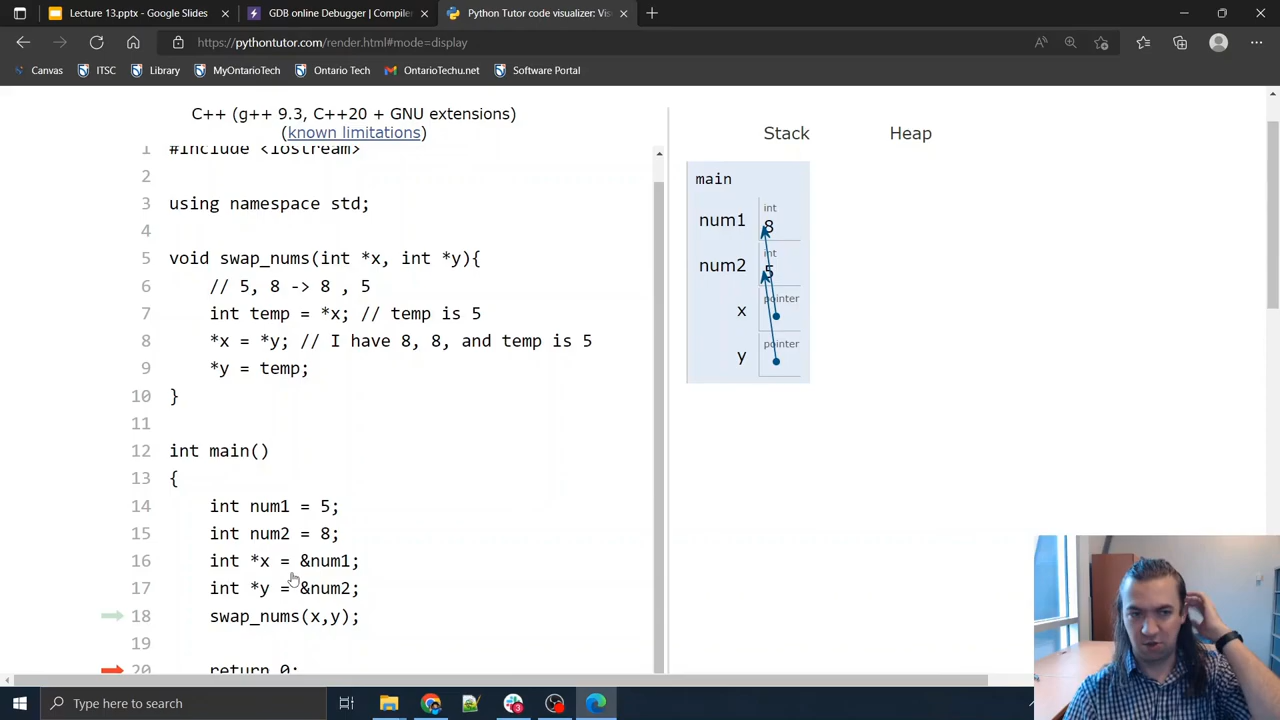 Lecture 13.pptx - Google Slides
GDB online Debugger | Compiler
Python Tutor code visualizer: Vis
https://pythontutor.com/render.html#mode=display
Canvas
ITSC
Library
MyOntarioTech
Ontario Tech
OntarioTechu.net
Software Portal
C++ (g++ 9.3, C++20 + GNU extensions)
(known limitations)
1 #include <iostream>
2
3 using namespace std;
4
5 void swap_nums(int *x, int *y){
6 // 5, 8 -> 8 , 5
7 int temp = *x; // temp is 5
8 *x = *y; // I have 8, 8, and temp is 5
9 *y = temp;
10 }
11
12 int main()
13 {
14 int num1 = 5;
15 int num2 = 8;
16 int *x = &num1;
17 int *y = &num2;
18 swap_nums(x,y);
19
20 return 0;
Stack Heap
main
int
num1 8
int
num2 5
pointer
x
pointer
y
Type here to search
3